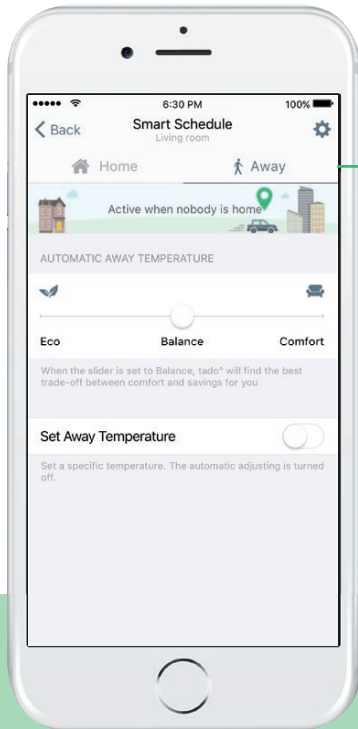 6:30 PM
100%
Back
Smart Schedule
Living room
Home
Away
Active when nobody is home
AUTOMATIC AWAY TEMPERATURE
Eco
Balance
Comfort
When the slider is set to Balance, tado° will find the best
trade-off between comfort and savings for you
Set Away Temperature
Set a specific temperature. The automatic adjusting is turned
off.